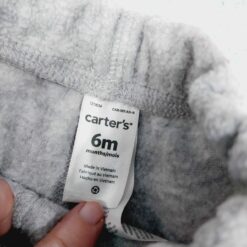 carter's®
6m
months/mois
Made in Vietnam
Fabriqué au Vietnam
Hecho en Vietnam